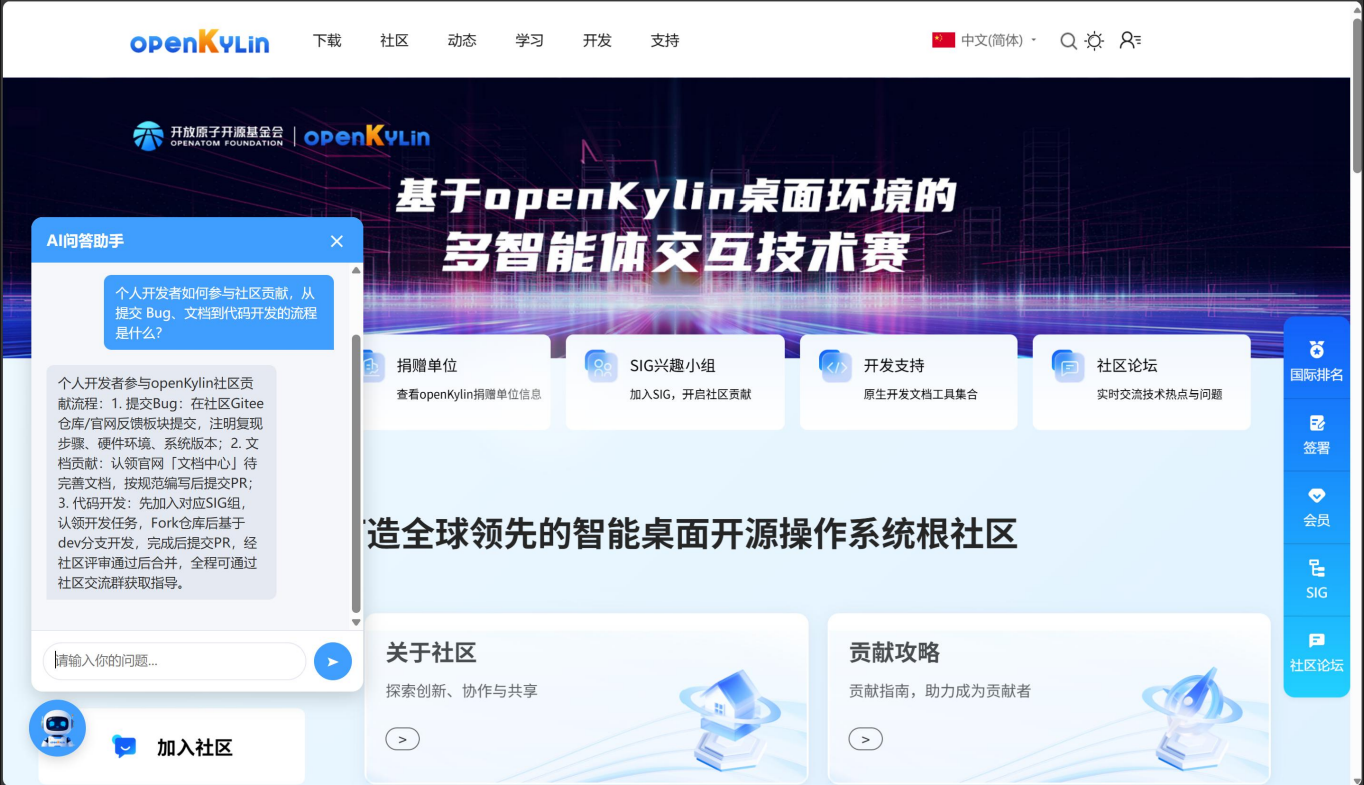 openKylin
下载
社区
动态
学习
开发
支持
中文(简体)
开放原子开源基金会
OPENATOM FOUNDATION
openKylin
基于openKylin桌面环境的
多智能体交互技术赛
AI问答助手
个人开发者如何参与社区贡献，从
提交 Bug、文档到代码开发的流程
是什么？
个人开发者参与openKylin社区贡
献流程：1. 提交Bug：在社区Gitee
仓库/官网反馈板块提交，注明复现
步骤、硬件环境、系统版本；2. 文
档贡献：认领官网「文档中心」待
完善文档，按规范编写后提交PR；
3. 代码开发：先加入对应SIG组，
认领开发任务，Fork仓库后基于
dev分支开发，完成后提交PR，经
社区评审通过后合并，全程可通过
社区交流群获取指导。
请输入你的问题...
捐赠单位
查看openKylin捐赠单位信息
SIG兴趣小组
加入SIG，开启社区贡献
开发支持
原生开发文档工具集合
社区论坛
实时交流技术热点与问题
国际排名
签署
会员
SIG
社区论坛
造全球领先的智能桌面开源操作系统根社区
关于社区
探索创新、协作与共享
>
贡献攻略
贡献指南，助力成为贡献者
>
加入社区